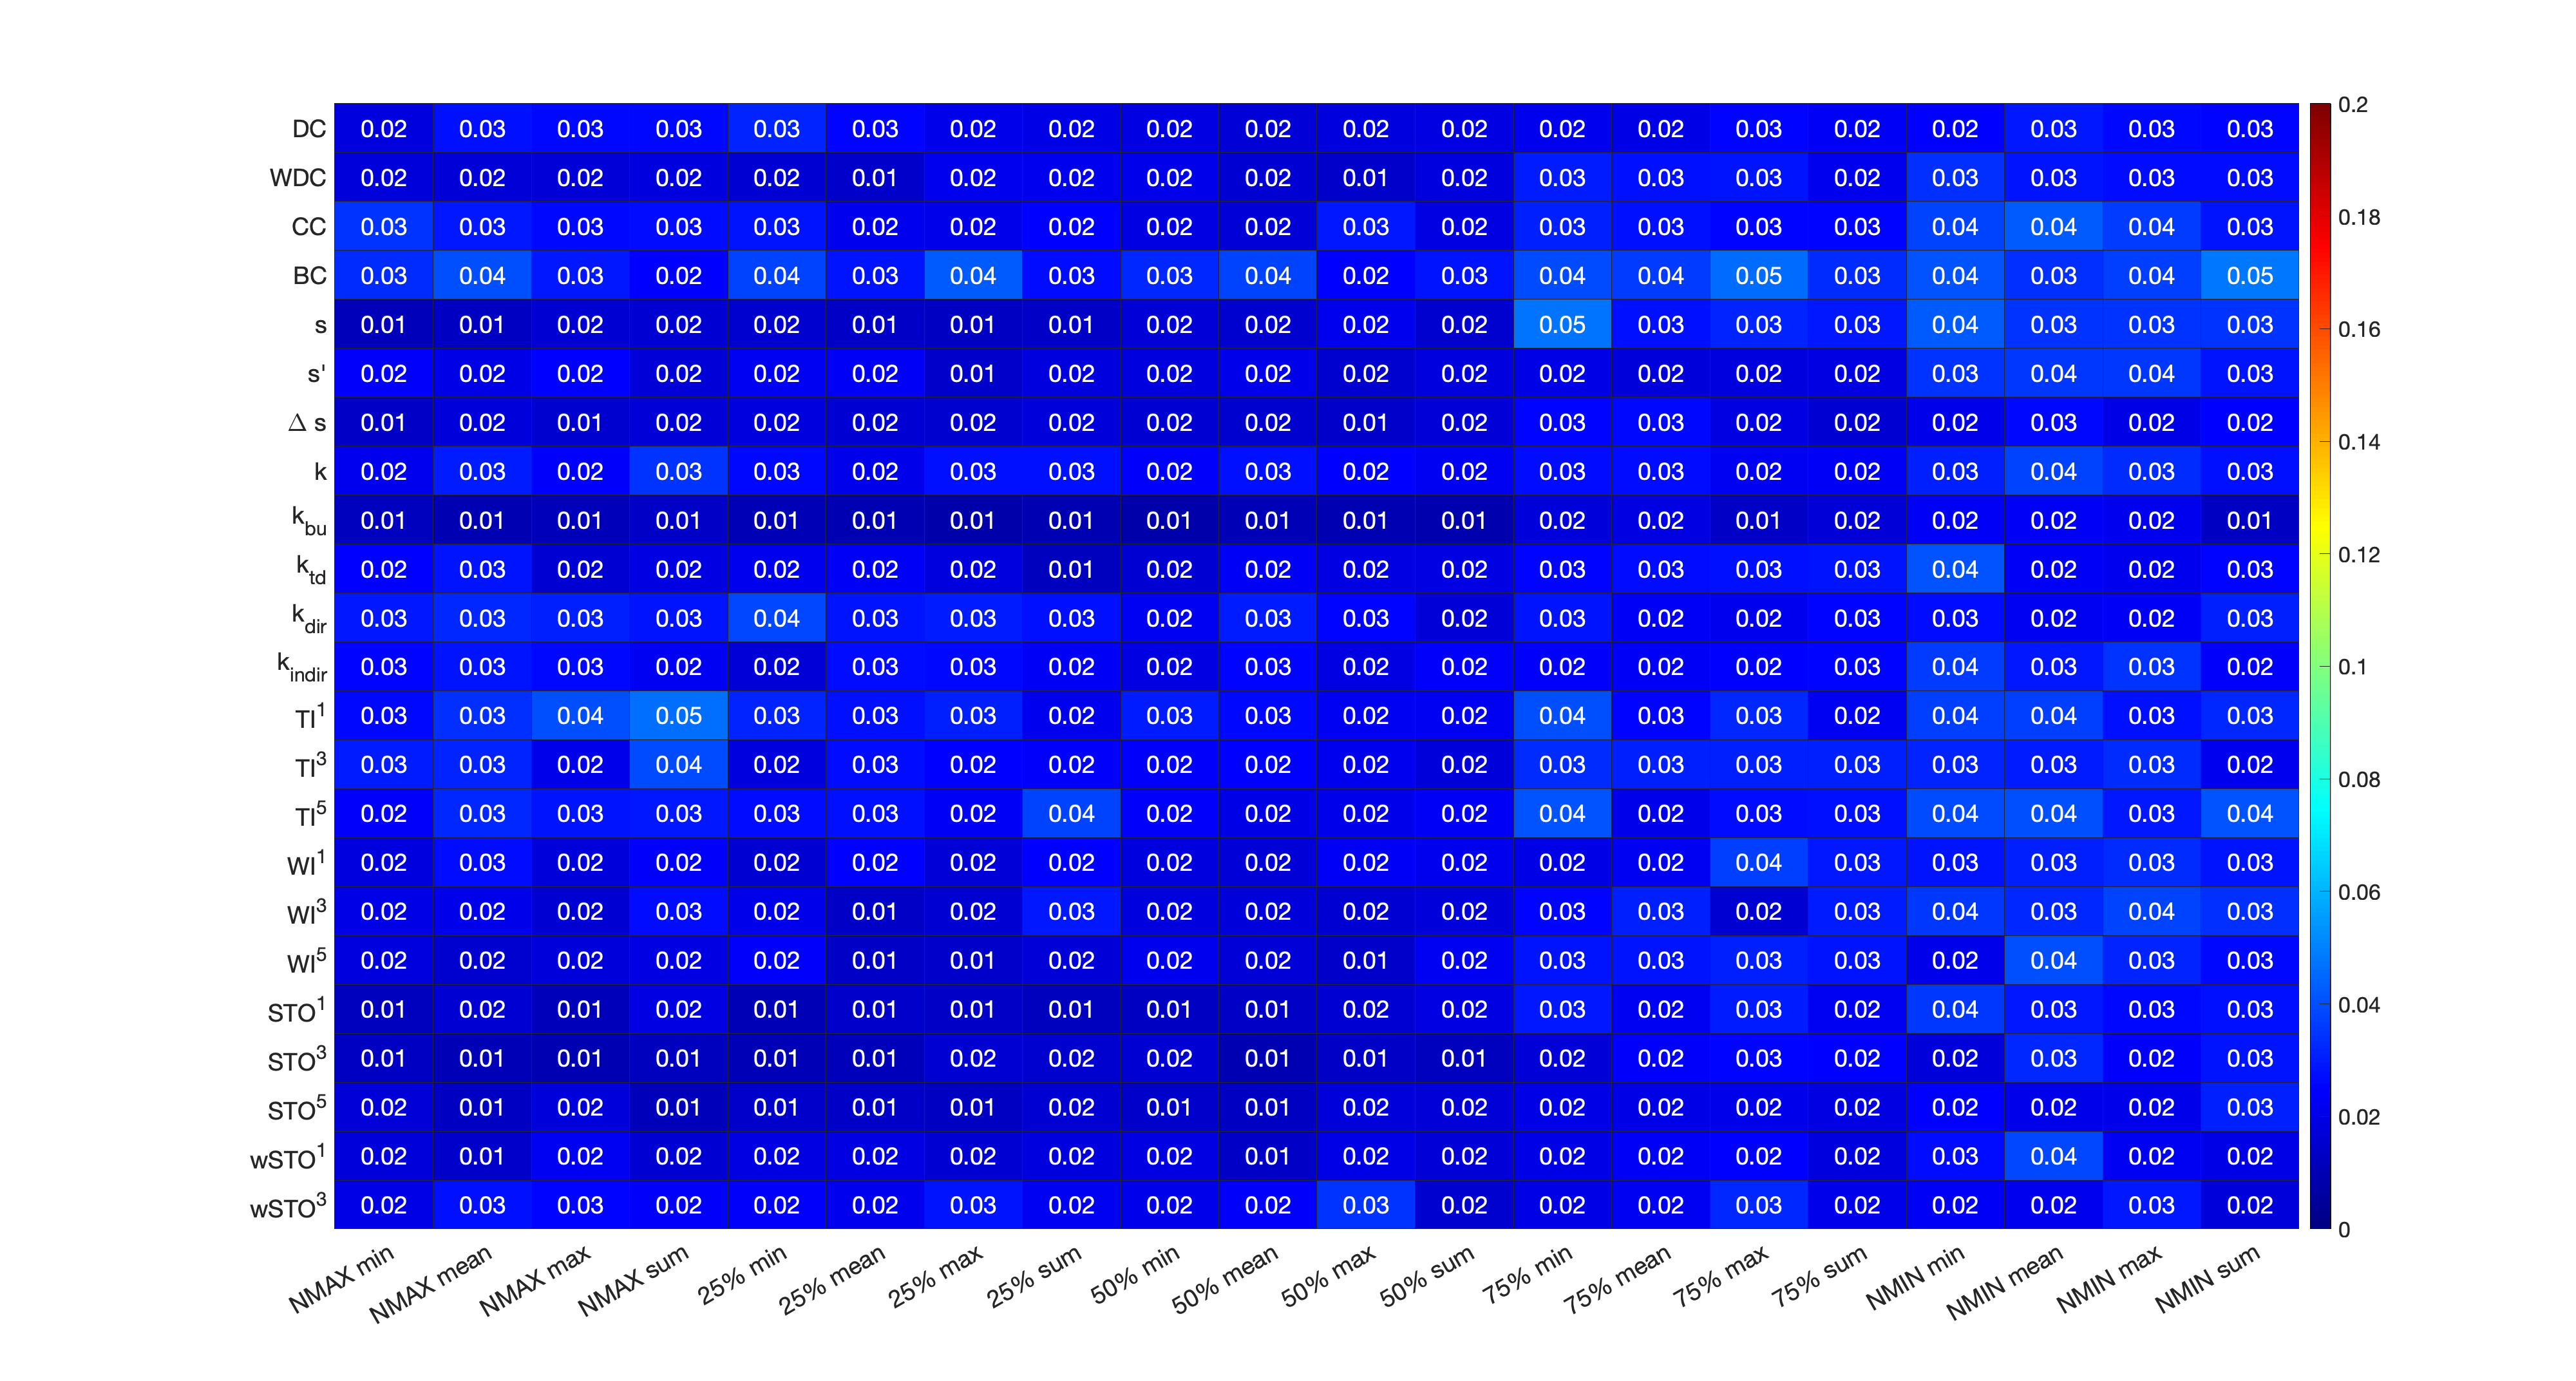 DC 0.02 0.03 0.03 0.03 0.03 0.03 0.02 0.02 0.02 0.02 0.02 0.02 0.02 0.02 0.03 0.02 0.02 0.03 0.03 0.03
WDC 0.02 0.02 0.02 0.02 0.02 0.01 0.02 0.02 0.02 0.02 0.01 0.02 0.03 0.03 0.03 0.02 0.03 0.03 0.03 0.03
CC 0.03 0.03 0.03 0.03 0.03 0.02 0.02 0.02 0.02 0.02 0.03 0.02 0.03 0.03 0.03 0.03 0.04 0.04 0.04 0.03
BC 0.03 0.04 0.03 0.02 0.04 0.03 0.04 0.03 0.03 0.04 0.02 0.03 0.04 0.04 0.05 0.03 0.04 0.03 0.04 0.05
s 0.01 0.01 0.02 0.02 0.02 0.01 0.01 0.01 0.02 0.02 0.02 0.02 0.05 0.03 0.03 0.03 0.04 0.03 0.03 0.03
s' 0.02 0.02 0.02 0.02 0.02 0.02 0.01 0.02 0.02 0.02 0.02 0.02 0.02 0.02 0.02 0.02 0.03 0.04 0.04 0.03
Δ s 0.01 0.02 0.01 0.02 0.02 0.02 0.02 0.02 0.02 0.02 0.01 0.02 0.03 0.03 0.02 0.02 0.02 0.03 0.02 0.02
k 0.02 0.03 0.02 0.03 0.03 0.02 0.03 0.03 0.02 0.03 0.02 0.02 0.03 0.03 0.02 0.02 0.03 0.04 0.03 0.03
k_bu 0.01 0.01 0.01 0.01 0.01 0.01 0.01 0.01 0.01 0.01 0.01 0.01 0.02 0.02 0.01 0.02 0.02 0.02 0.02 0.01
k_td 0.02 0.03 0.02 0.02 0.02 0.02 0.02 0.01 0.02 0.02 0.02 0.02 0.03 0.03 0.03 0.03 0.04 0.02 0.02 0.03
k_dir 0.03 0.03 0.03 0.03 0.04 0.03 0.03 0.03 0.02 0.03 0.03 0.02 0.03 0.02 0.02 0.03 0.03 0.02 0.02 0.03
k_indir 0.03 0.03 0.03 0.02 0.02 0.03 0.03 0.02 0.02 0.03 0.02 0.02 0.02 0.02 0.02 0.03 0.04 0.03 0.03 0.02
TI^1 0.03 0.03 0.04 0.05 0.03 0.03 0.03 0.02 0.03 0.03 0.02 0.02 0.04 0.03 0.03 0.02 0.04 0.04 0.03 0.03
TI^3 0.03 0.03 0.02 0.04 0.02 0.03 0.02 0.02 0.02 0.02 0.02 0.02 0.03 0.03 0.03 0.03 0.03 0.03 0.03 0.02
TI^5 0.02 0.03 0.03 0.03 0.03 0.03 0.02 0.04 0.02 0.02 0.02 0.02 0.04 0.02 0.03 0.03 0.04 0.04 0.03 0.04
WI^1 0.02 0.03 0.02 0.02 0.02 0.02 0.02 0.02 0.02 0.02 0.02 0.02 0.02 0.02 0.04 0.03 0.03 0.03 0.03 0.03
WI^3 0.02 0.02 0.02 0.03 0.02 0.01 0.02 0.03 0.02 0.02 0.02 0.02 0.03 0.03 0.02 0.03 0.04 0.03 0.04 0.03
WI^5 0.02 0.02 0.02 0.02 0.02 0.01 0.01 0.02 0.02 0.02 0.01 0.02 0.03 0.03 0.03 0.03 0.02 0.04 0.03 0.03
STO^1 0.01 0.02 0.01 0.02 0.01 0.01 0.01 0.01 0.01 0.01 0.02 0.02 0.03 0.02 0.03 0.02 0.04 0.03 0.03 0.03
STO^3 0.01 0.01 0.01 0.01 0.01 0.01 0.02 0.02 0.02 0.01 0.01 0.01 0.02 0.02 0.03 0.02 0.02 0.03 0.02 0.03
STO^5 0.02 0.01 0.02 0.01 0.01 0.01 0.01 0.02 0.01 0.01 0.02 0.02 0.02 0.02 0.02 0.02 0.02 0.02 0.02 0.03
wSTO^1 0.02 0.01 0.02 0.02 0.02 0.02 0.02 0.02 0.02 0.01 0.02 0.02 0.02 0.02 0.02 0.02 0.03 0.04 0.02 0.02
wSTO^3 0.02 0.03 0.03 0.02 0.02 0.02 0.03 0.02 0.02 0.02 0.03 0.02 0.02 0.02 0.03 0.02 0.02 0.02 0.03 0.02
NMAX min
NMAX mean
NMAX max
NMAX sum
25% min
25% mean
25% max
25% sum
50% min
50% mean
50% max
50% sum
75% min
75% mean
75% max
75% sum
NMIN min
NMIN mean
NMIN max
NMIN sum
0.2
0.18
0.16
0.14
0.12
0.1
0.08
0.06
0.04
0.02
0